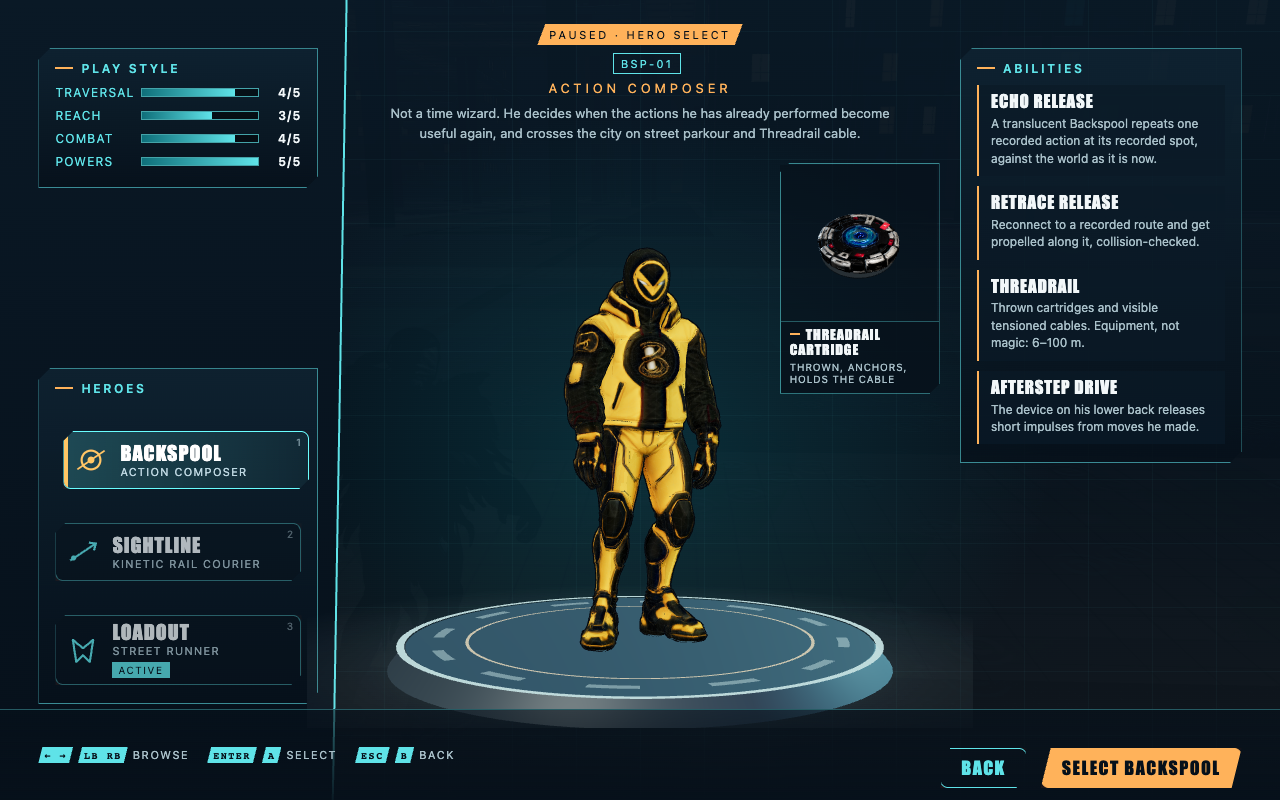 PAUSED · HERO SELECT
BSP-01
ACTION COMPOSER
Not a time wizard. He decides when the actions he has already performed become
useful again, and crosses the city on street parkour and Threadrail cable.
PLAY STYLE
TRAVERSAL 4/5
REACH 3/5
COMBAT 4/5
POWERS 5/5
HEROES
BACKSPOOL 1
ACTION COMPOSER
SIGHTLINE 2
KINETIC RAIL COURIER
LOADOUT 3
STREET RUNNER
ACTIVE
THREADRAIL
CARTRIDGE
THROWN, ANCHORS,
HOLDS THE CABLE
ABILITIES
ECHO RELEASE
A translucent Backspool repeats one
recorded action at its recorded spot,
against the world as it is now.
RETRACE RELEASE
Reconnect to a recorded route and get
propelled along it, collision-checked.
THREADRAIL
Thrown cartridges and visible
tensioned cables. Equipment, not
magic: 6–100 m.
AFTERSTEP DRIVE
The device on his lower back releases
short impulses from moves he made.
← → LB RB BROWSE ENTER A SELECT ESC B BACK
BACK
SELECT BACKSPOOL